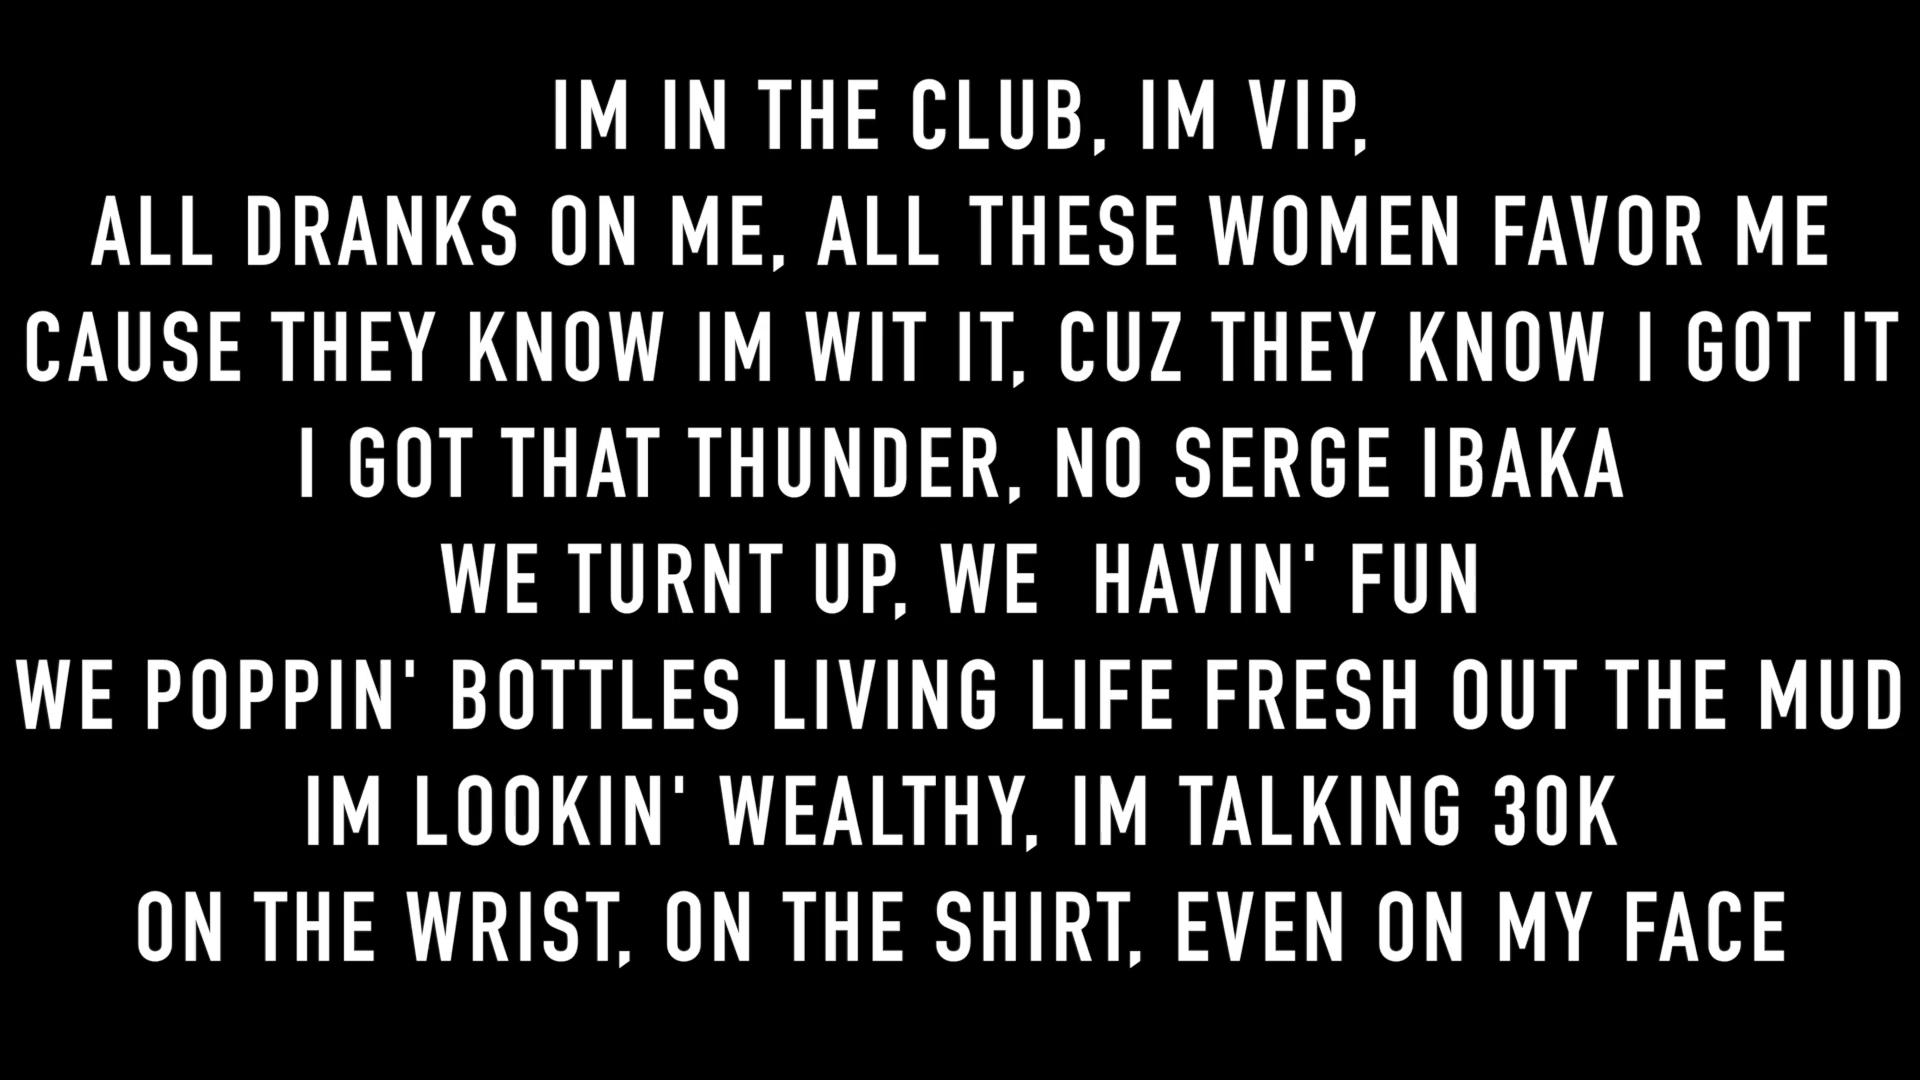 IM IN THE CLUB, IM VIP,
ALL DRANKS ON ME, ALL THESE WOMEN FAVOR ME
CAUSE THEY KNOW IM WIT IT, CUZ THEY KNOW I GOT IT
I GOT THAT THUNDER, NO SERGE IBAKA
WE TURNT UP, WE  HAVIN' FUN
WE POPPIN' BOTTLES LIVING LIFE FRESH OUT THE MUD
IM LOOKIN' WEALTHY, IM TALKING 30K
ON THE WRIST, ON THE SHIRT, EVEN ON MY FACE